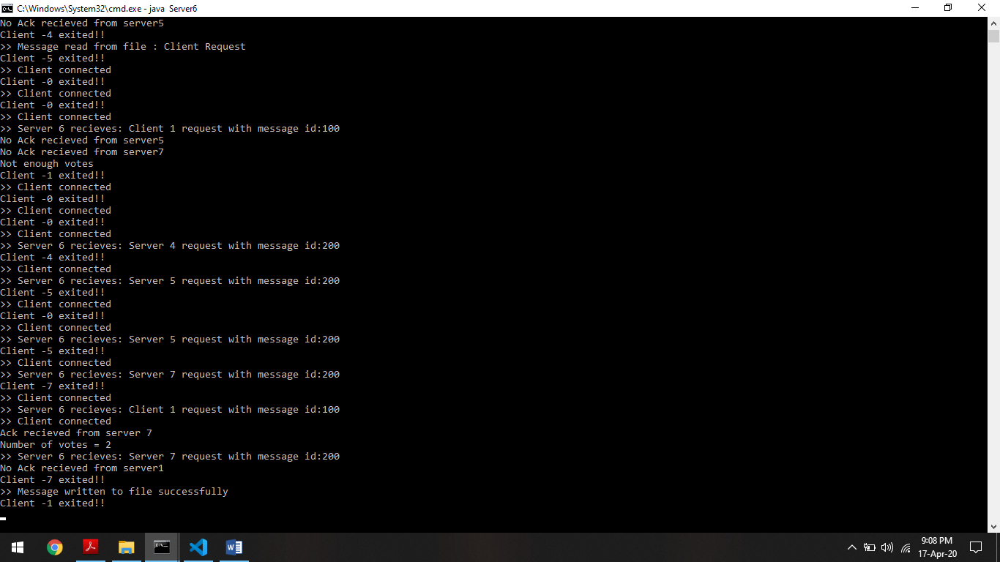 C:\Windows\System32\cmd.exe - java  Server6
No Ack recieved from server5
Client -4 exited!!
>> Message read from file : Client Request
Client -5 exited!!
>> Client connected
Client -0 exited!!
>> Client connected
Client -0 exited!!
>> Client connected
>> Server 6 recieves: Client 1 request with message id:100
No Ack recieved from server5
No Ack recieved from server7
Not enough votes
Client -1 exited!!
>> Client connected
Client -0 exited!!
>> Client connected
Client -0 exited!!
>> Client connected
>> Server 6 recieves: Server 4 request with message id:200
Client -4 exited!!
>> Client connected
>> Server 6 recieves: Server 5 request with message id:200
Client -5 exited!!
>> Client connected
Client -0 exited!!
>> Client connected
>> Server 6 recieves: Server 5 request with message id:200
Client -5 exited!!
>> Client connected
>> Server 6 recieves: Server 7 request with message id:200
Client -7 exited!!
>> Client connected
>> Server 6 recieves: Client 1 request with message id:100
>> Client connected
Ack recieved from server 7
Number of votes = 2
>> Server 6 recieves: Server 7 request with message id:200
No Ack recieved from server1
Client -7 exited!!
>> Message written to file successfully
Client -1 exited!!
9:08 PM
17-Apr-20